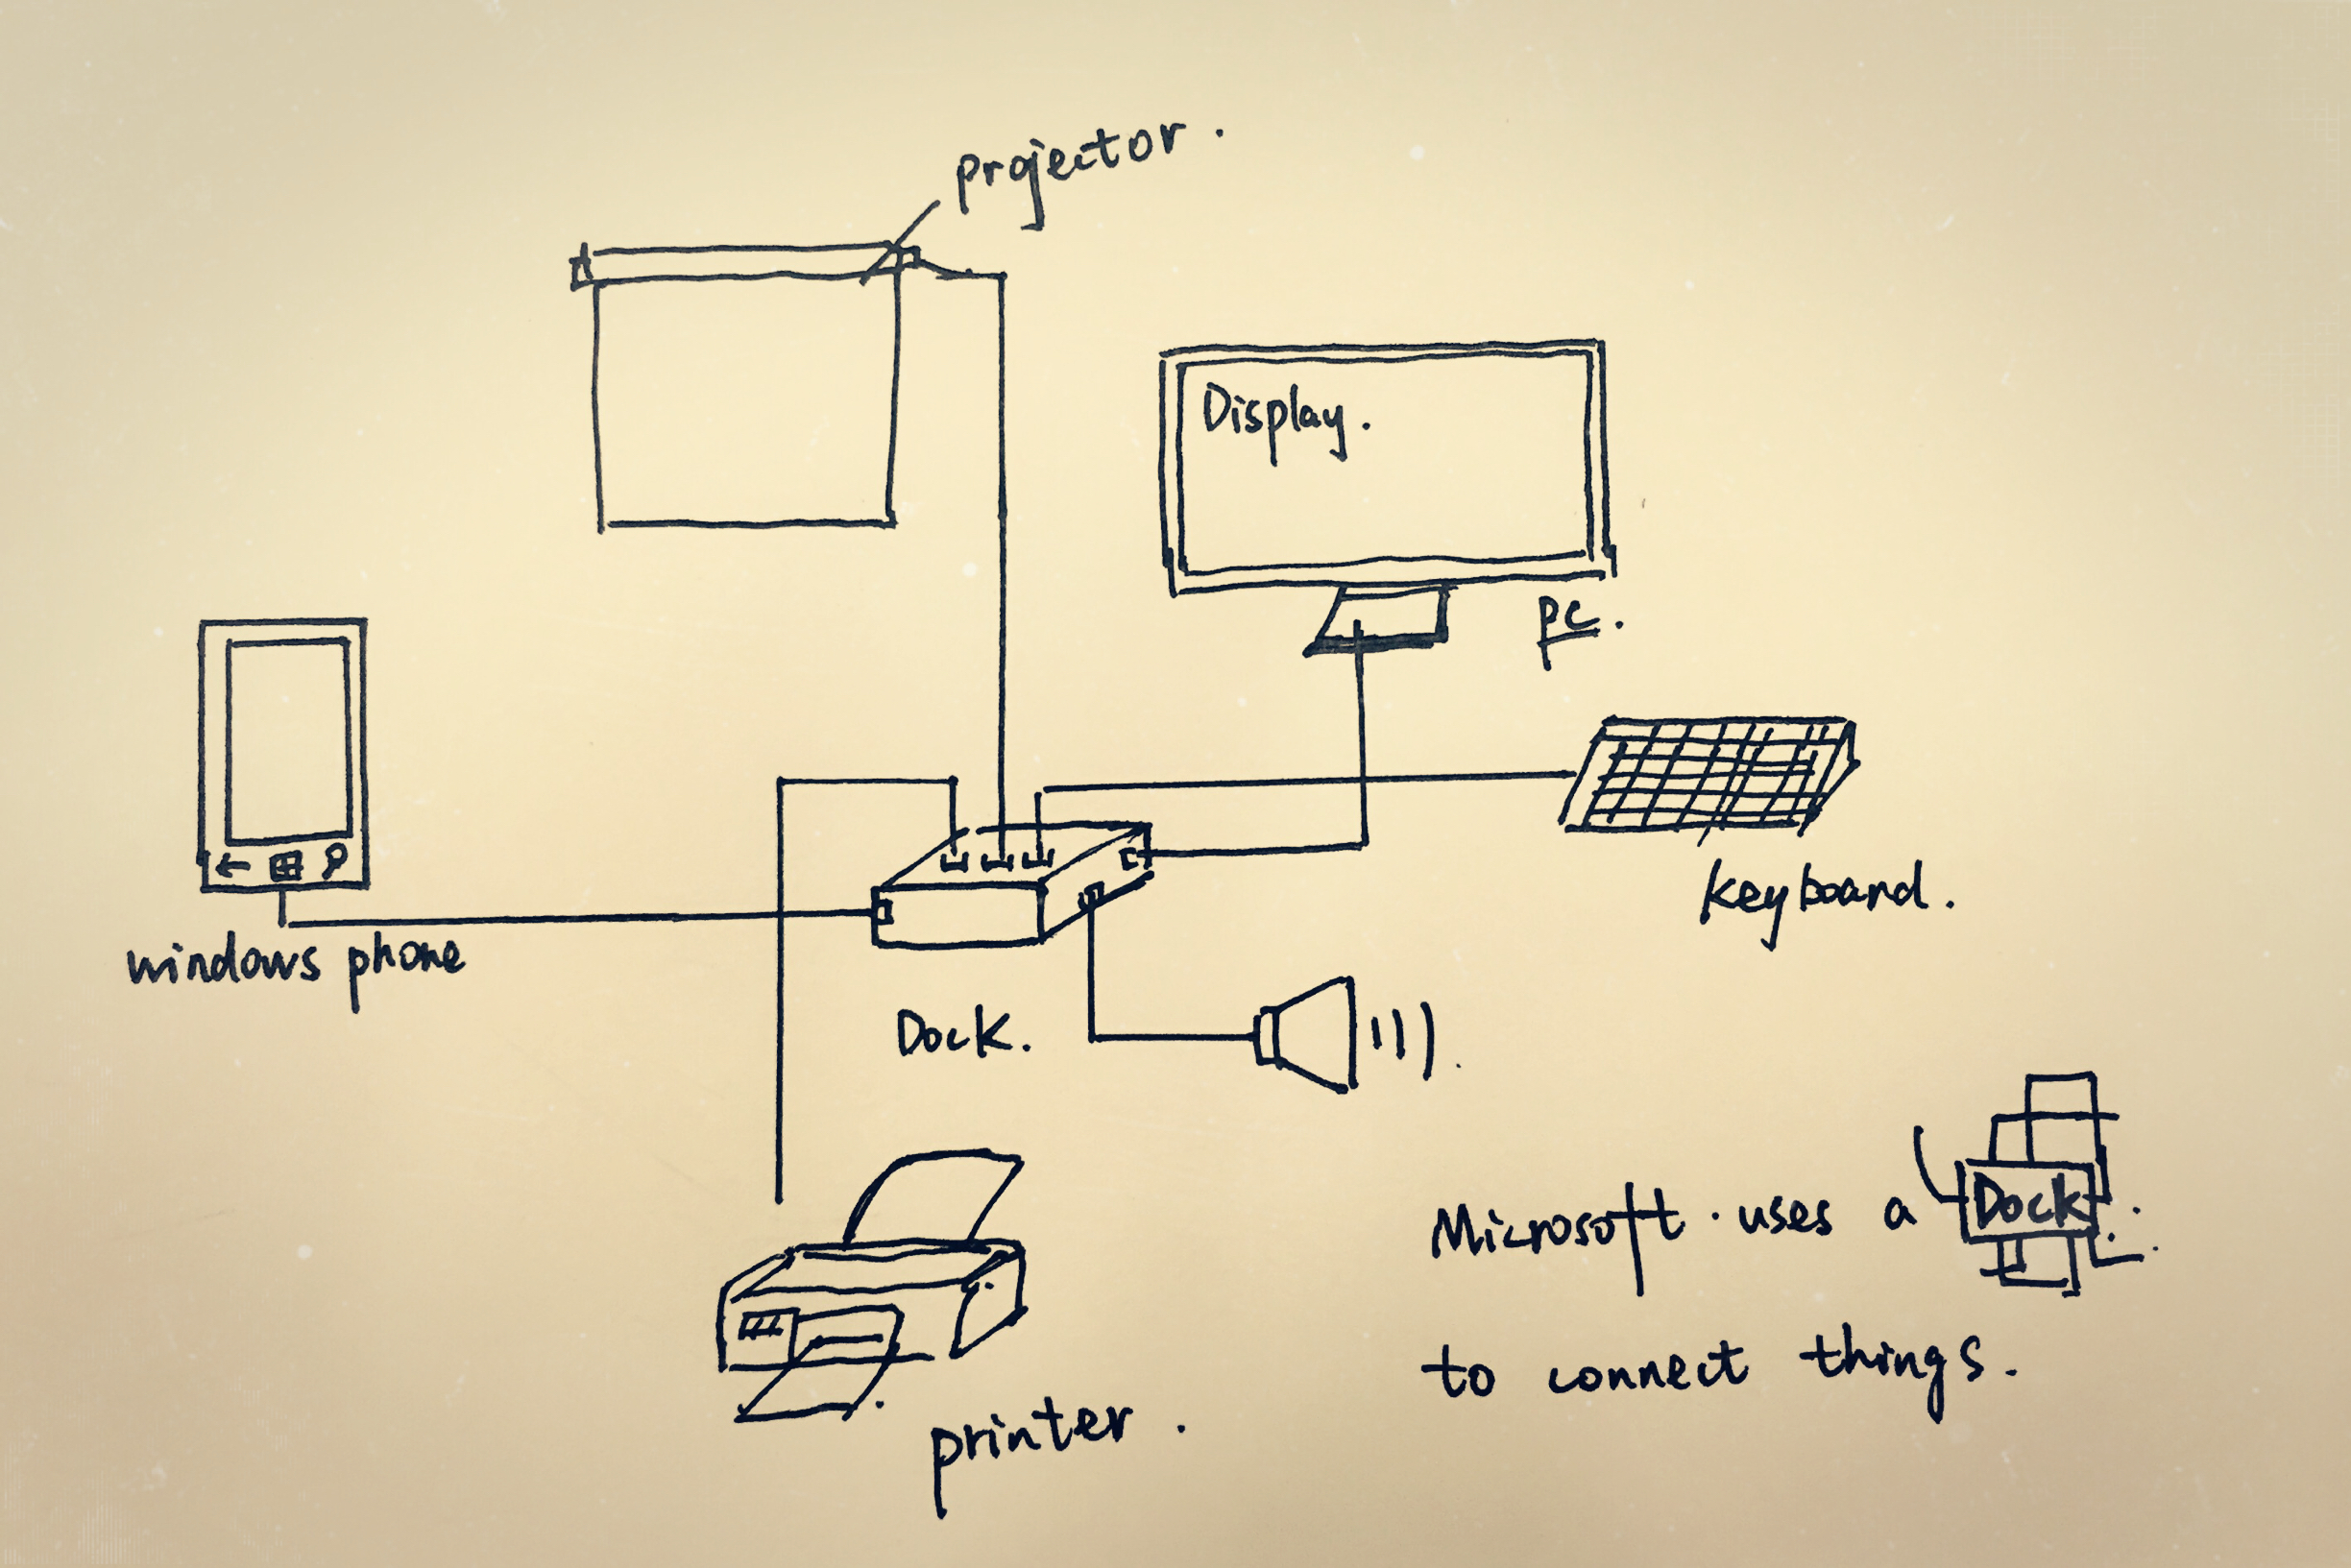 projector.
Display.
PC.
keyboard.
windows phone
Dock.
printer.
Microsoft. uses a Dock.
to connect things.